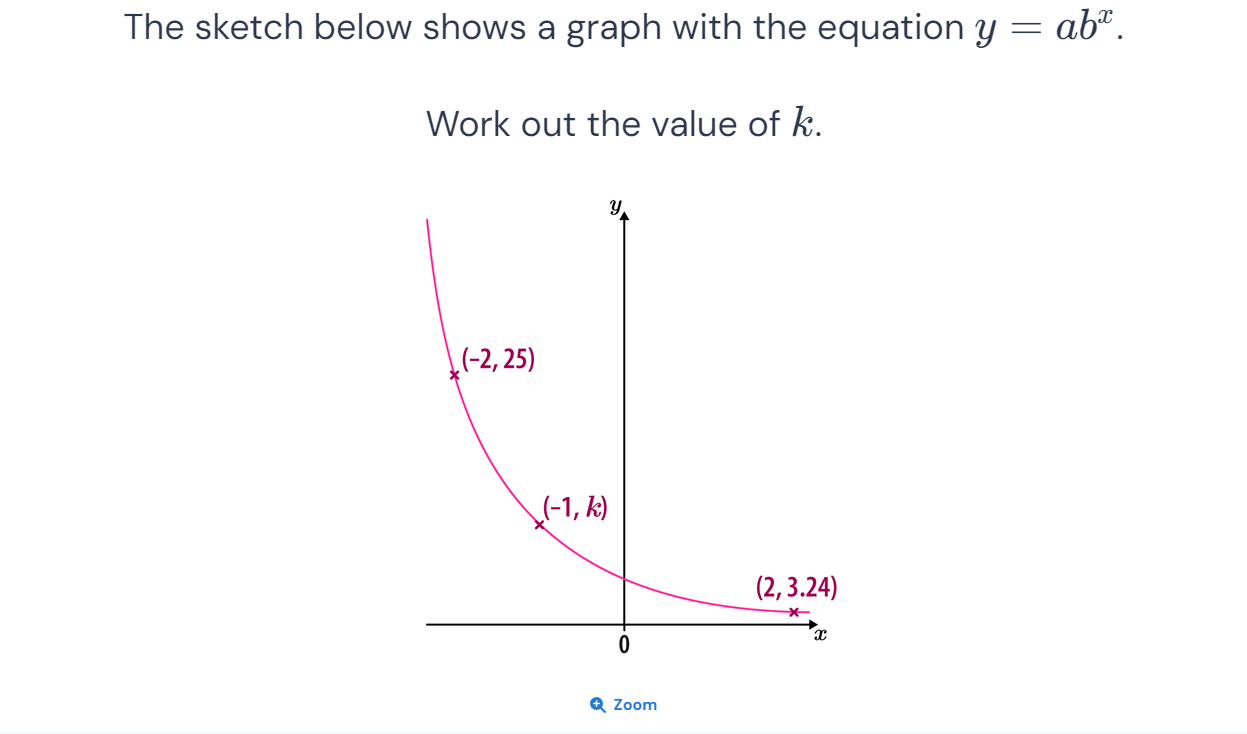 The sketch below shows a graph with the equation y = abˣ.
Work out the value of k.
y
(–2, 25)
(–1, k)
(2, 3.24)
x
0
Zoom